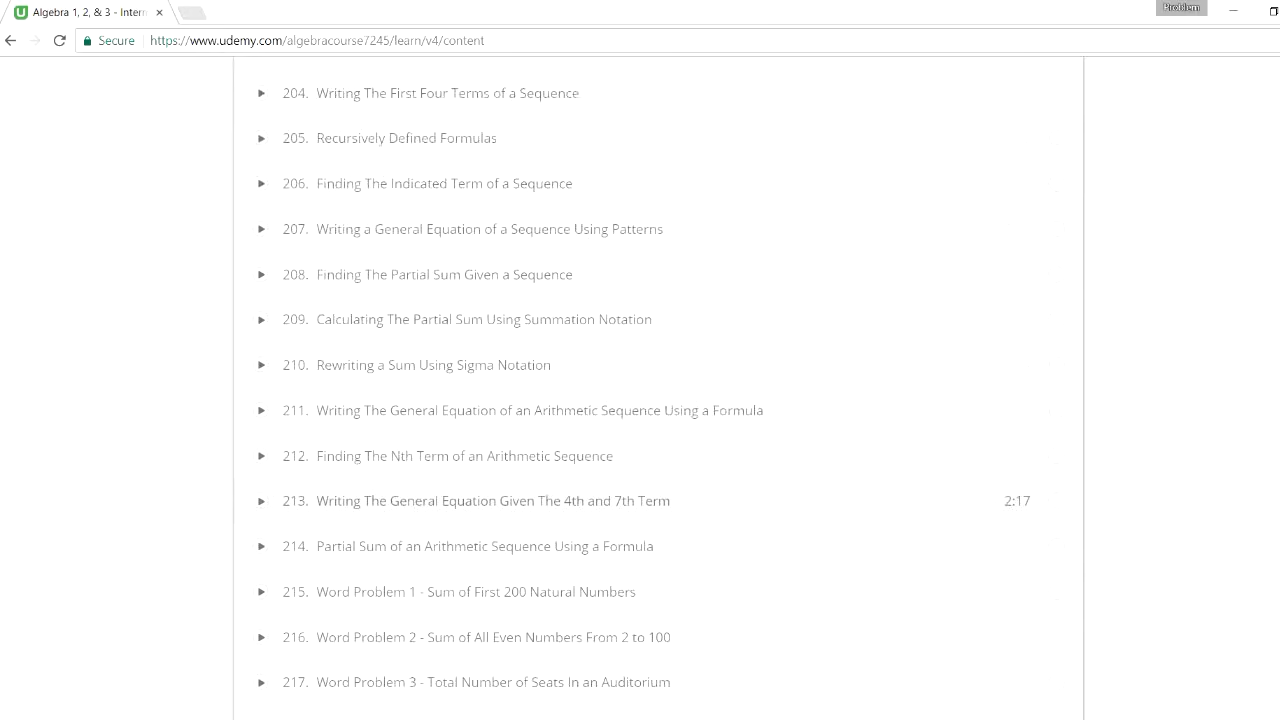 Algebra 1, 2, & 3 - Intern
Problem
Secure
https://www.udemy.com/algebracourse7245/learn/v4/content
204. Writing The First Four Terms of a Sequence
205. Recursively Defined Formulas
206. Finding The Indicated Term of a Sequence
207. Writing a General Equation of a Sequence Using Patterns
208. Finding The Partial Sum Given a Sequence
209. Calculating The Partial Sum Using Summation Notation
210. Rewriting a Sum Using Sigma Notation
211. Writing The General Equation of an Arithmetic Sequence Using a Formula
212. Finding The Nth Term of an Arithmetic Sequence
213. Writing The General Equation Given The 4th and 7th Term 2:17
214. Partial Sum of an Arithmetic Sequence Using a Formula
215. Word Problem 1 - Sum of First 200 Natural Numbers
216. Word Problem 2 - Sum of All Even Numbers From 2 to 100
217. Word Problem 3 - Total Number of Seats In an Auditorium